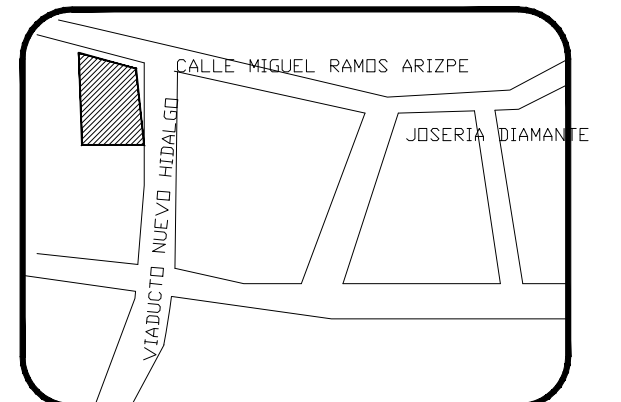 CALLE MIGUEL RAMOS ARIZPE
JOSERIA DIAMANTE
VIADUCTO NUEVO HIDALGO